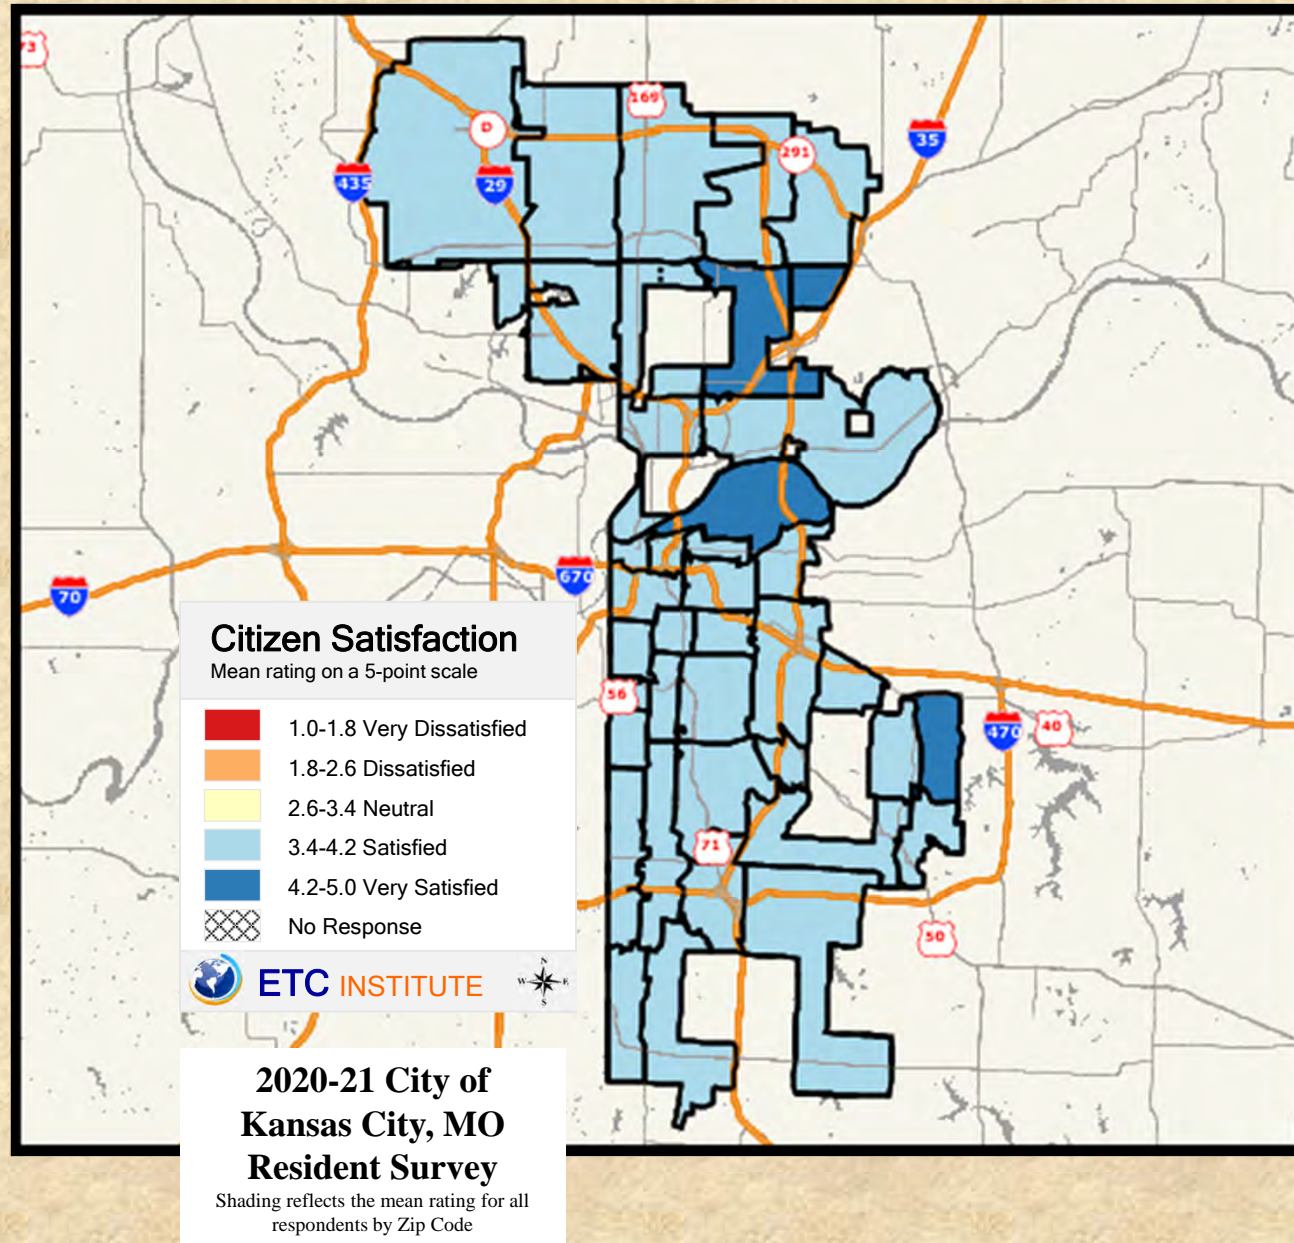 73
169
D
291
35
435
29
70
670
56
470
40
71
50
Citizen Satisfaction
Mean rating on a 5-point scale
1.0-1.8 Very Dissatisfied
1.8-2.6 Dissatisfied
2.6-3.4 Neutral
3.4-4.2 Satisfied
4.2-5.0 Very Satisfied
No Response
ETC INSTITUTE
N
W E
S
2020-21 City of
Kansas City, MO
Resident Survey
Shading reflects the mean rating for all
respondents by Zip Code